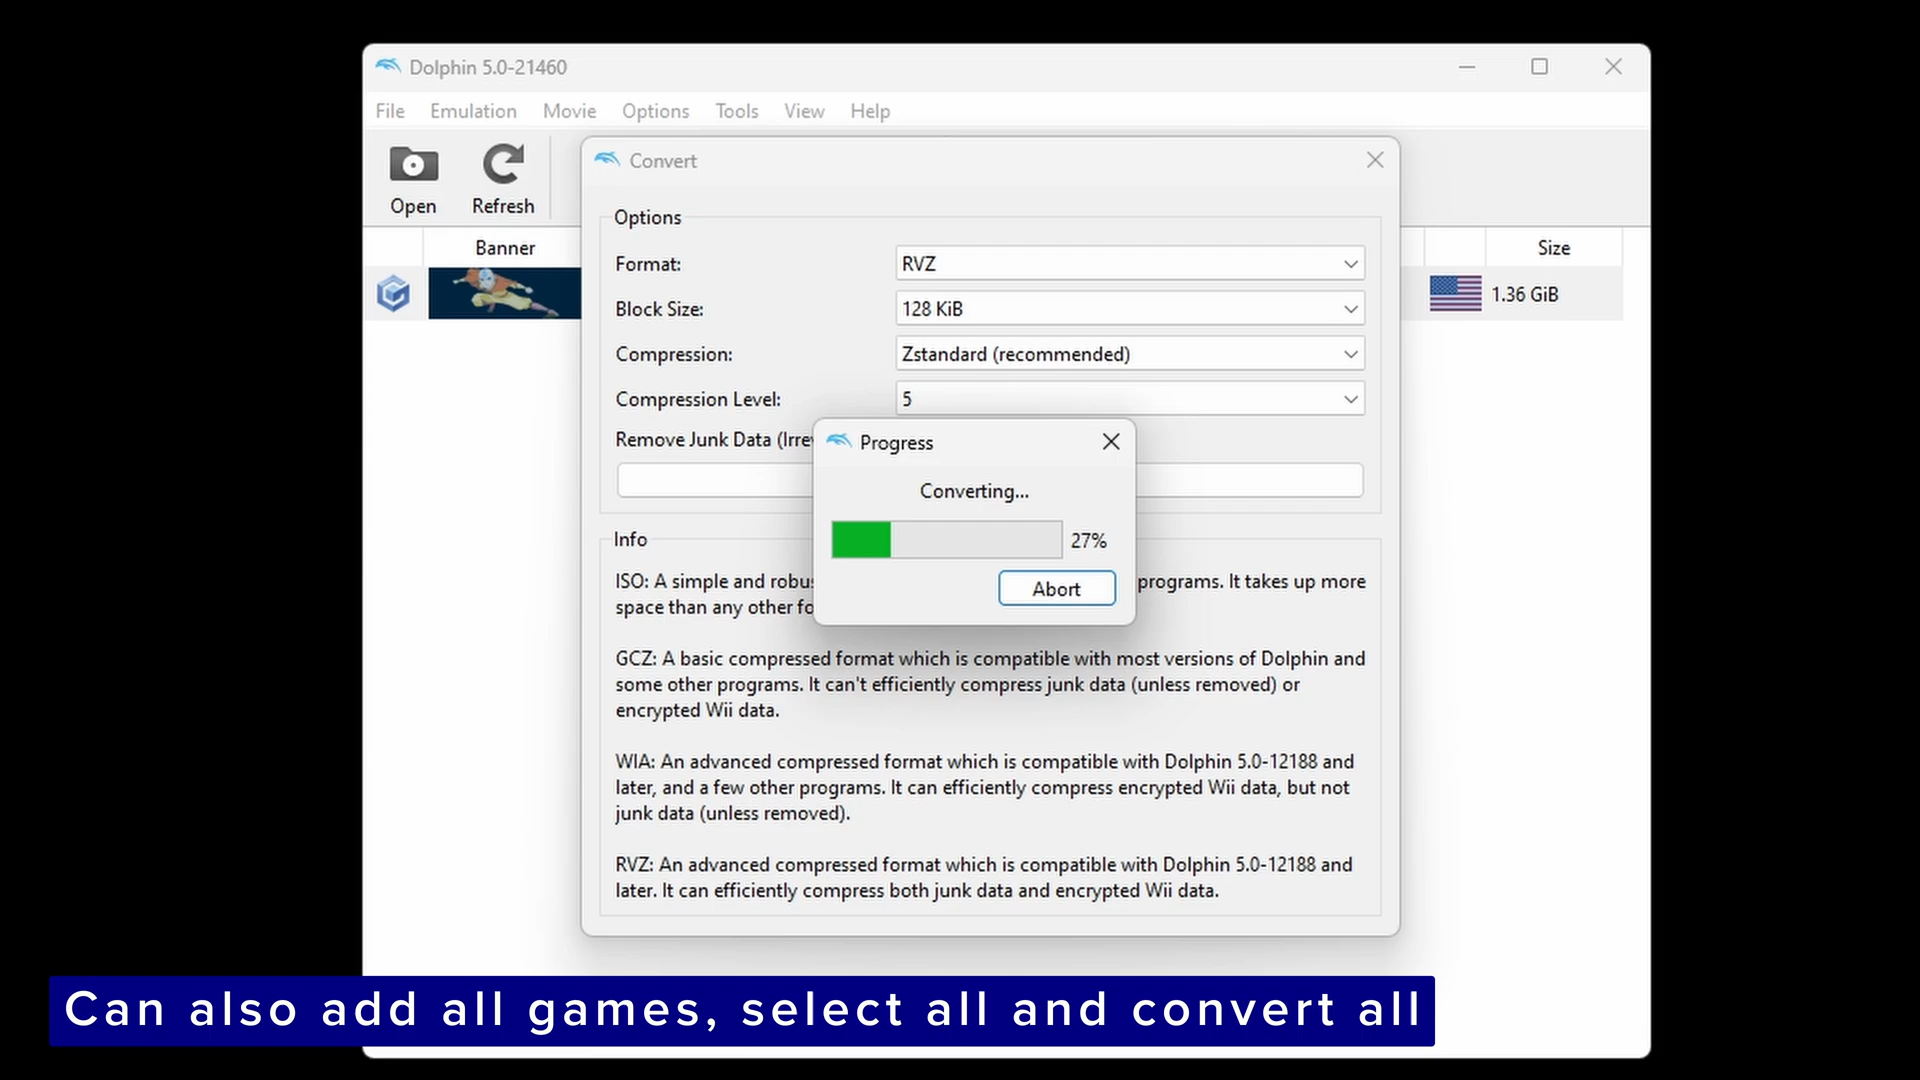 Dolphin 5.0-21460
File Emulation Movie Options Tools View Help
Open Refresh
Banner Size
1.36 GiB
Convert
Options
Format: RVZ
Block Size: 128 KiB
Compression: Zstandard (recommended)
Compression Level: 5
Remove Junk Data
Progress
Converting...
27%
Abort
Info
ISO: A simple and programs. It takes up more
space than any other
GCZ: A basic compressed format which is compatible with most versions of Dolphin and
some other programs. It can't efficiently compress junk data (unless removed) or
encrypted Wii data.
WIA: An advanced compressed format which is compatible with Dolphin 5.0-12188 and
later, and a few other programs. It can efficiently compress encrypted Wii data, but not
junk data (unless removed).
RVZ: An advanced compressed format which is compatible with Dolphin 5.0-12188 and
later. It can efficiently compress both junk data and encrypted Wii data.
Can also add all games, select all and convert all